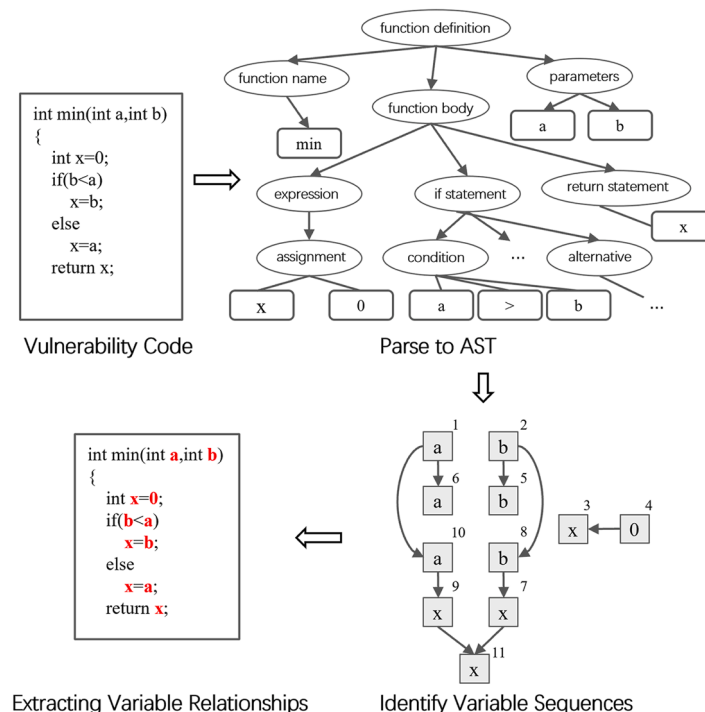 function definition
function name
parameters
function body
a
b
min
int min(int a,int b)
{
int x=0;
if(b<a)
x=b;
else
x=a;
return x;
expression
if statement
return statement
x
assignment
condition
...
alternative
x
0
a
>
b
...
Vulnerability Code
Parse to AST
int min(int a,int b)
{
int x=0;
if(b<a)
x=b;
else
x=a;
return x;
1
a
2
b
6
a
5
b
3
x
4
0
10
a
8
b
9
x
7
x
11
x
Extracting Variable Relationships
Identify Variable Sequences